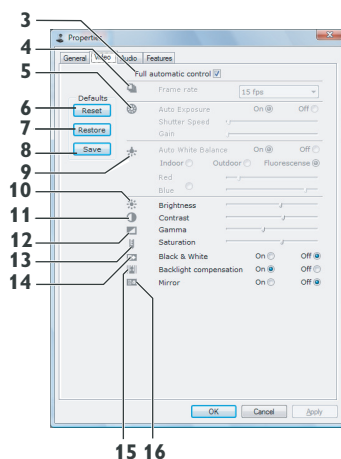 3
4
5
6
7
8
9
10
11
12
13
14
15 16
Properties
General Video Audio Features
Full automatic control
Defaults
Reset
Restore
Save
Frame rate 15 fps
Auto Exposure On Off
Shutter Speed
Gain
Auto White Balance On Off
Indoor Outdoor Fluorescense
Red
Blue
Brightness
Contrast
Gamma
Saturation
Black & White On Off
Backlight compensation On Off
Mirror On Off
OK Cancel Apply